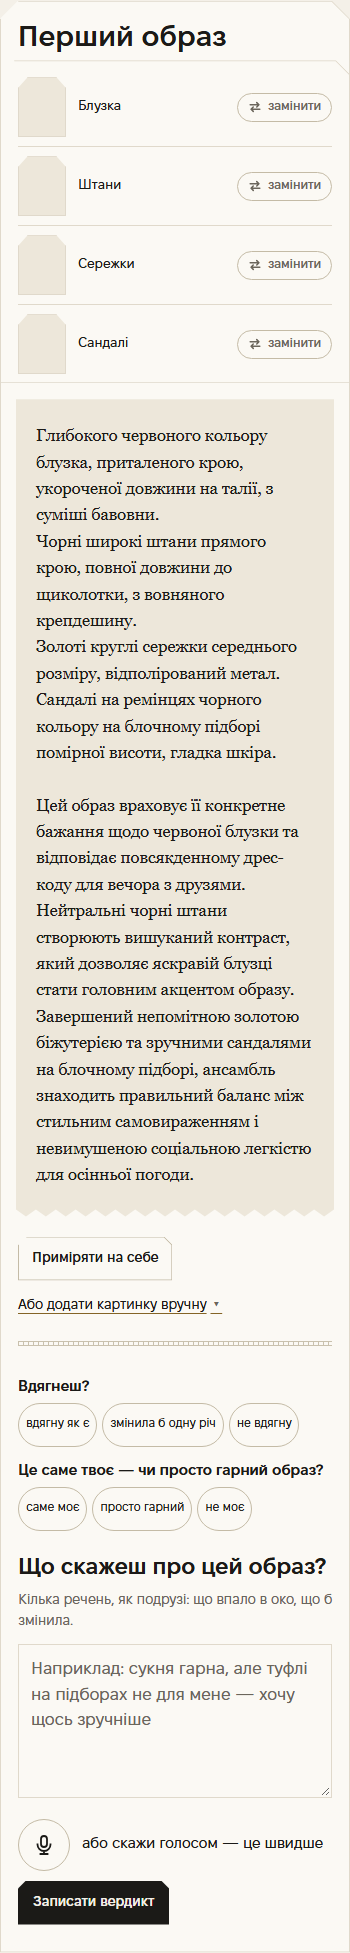 Перший образ
Блузка
замінити
Штани
замінити
Сережки
замінити
Сандалі
замінити
Глибокого червоного кольору
блузка, приталеного крою,
укороченої довжини на талії, з
суміші бавовни.
Чорні широкі штани прямого
крою, повної довжини до
щиколотки, з вовняного
крепдешину.
Золоті круглі сережки середнього
розміру, відполірований метал.
Сандалі на ремінцях чорного
кольору на блочному підборі
помірної висоти, гладка шкіра.
Цей образ враховує її конкретне
бажання щодо червоної блузки та
відповідає повсякденному дрес-
коду для вечора з друзями.
Нейтральні чорні штани
створюють вишуканий контраст,
який дозволяє яскравій блузці
стати головним акцентом образу.
Завершений непомітною золотою
біжутерією та зручними сандалями
на блочному підборі, ансамбль
знаходить правильний баланс між
стильним самовираженням і
невимушеною соціальною легкістю
для осінньої погоди.
Приміряти на себе
Або додати картинку вручну
Вдягнеш?
вдягну як є
змінила б одну річ
не вдягну
Це саме твоє — чи просто гарний образ?
саме моє
просто гарний
не моє
Що скажеш про цей образ?
Кілька речень, як подрузі: що впало в око, що б
змінила.
Наприклад: сукня гарна, але туфлі
на підборах не для мене — хочу
щось зручніше
або скажи голосом — це швидше
Записати вердикт